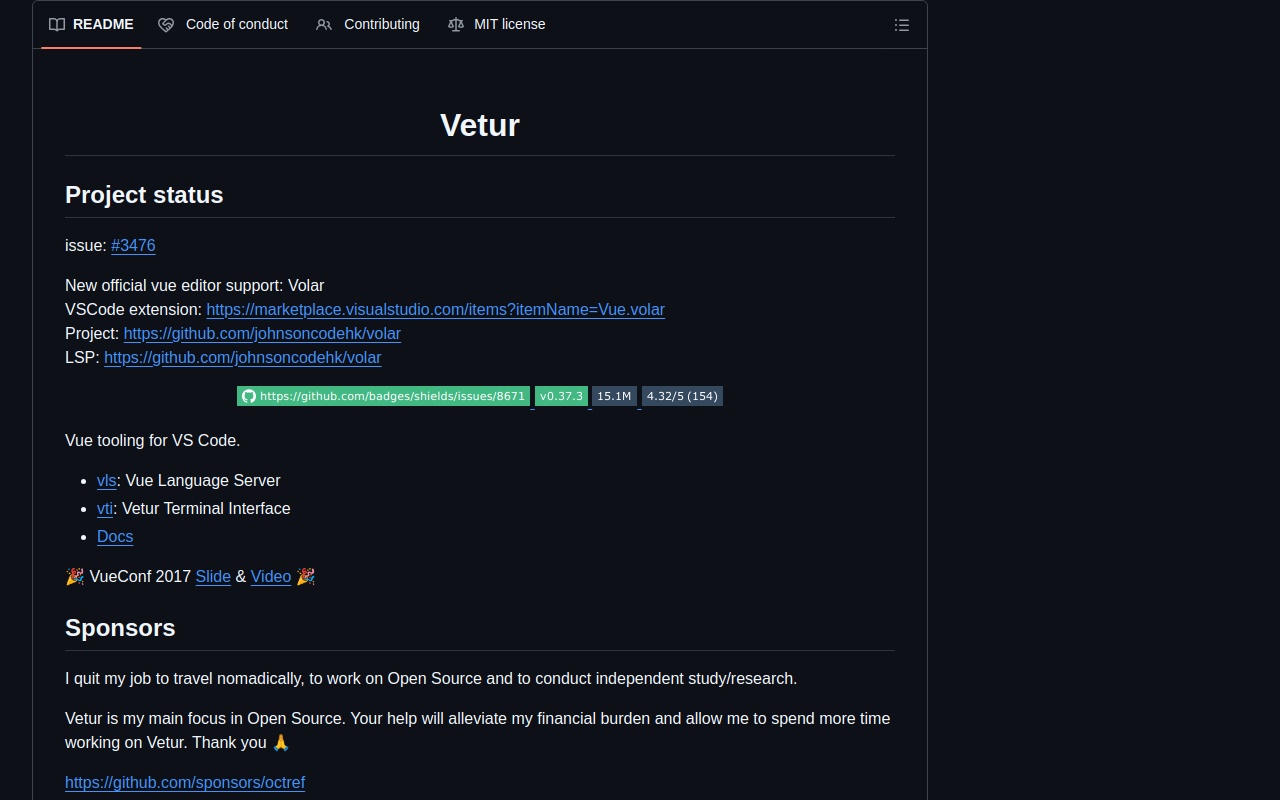 README Code of conduct Contributing MIT license
Vetur
Project status
issue: #3476
New official vue editor support: Volar
VSCode extension: https://marketplace.visualstudio.com/items?itemName=Vue.volar
Project: https://github.com/johnsoncodehk/volar
LSP: https://github.com/johnsoncodehk/volar
https://github.com/badges/shields/issues/8671 v0.37.3 15.1M 4.32/5 (154)
Vue tooling for VS Code.
vls: Vue Language Server
vti: Vetur Terminal Interface
Docs
🎉 VueConf 2017 Slide & Video 🎉
Sponsors
I quit my job to travel nomadically, to work on Open Source and to conduct independent study/research.
Vetur is my main focus in Open Source. Your help will alleviate my financial burden and allow me to spend more time
working on Vetur. Thank you 🙏
https://github.com/sponsors/octref